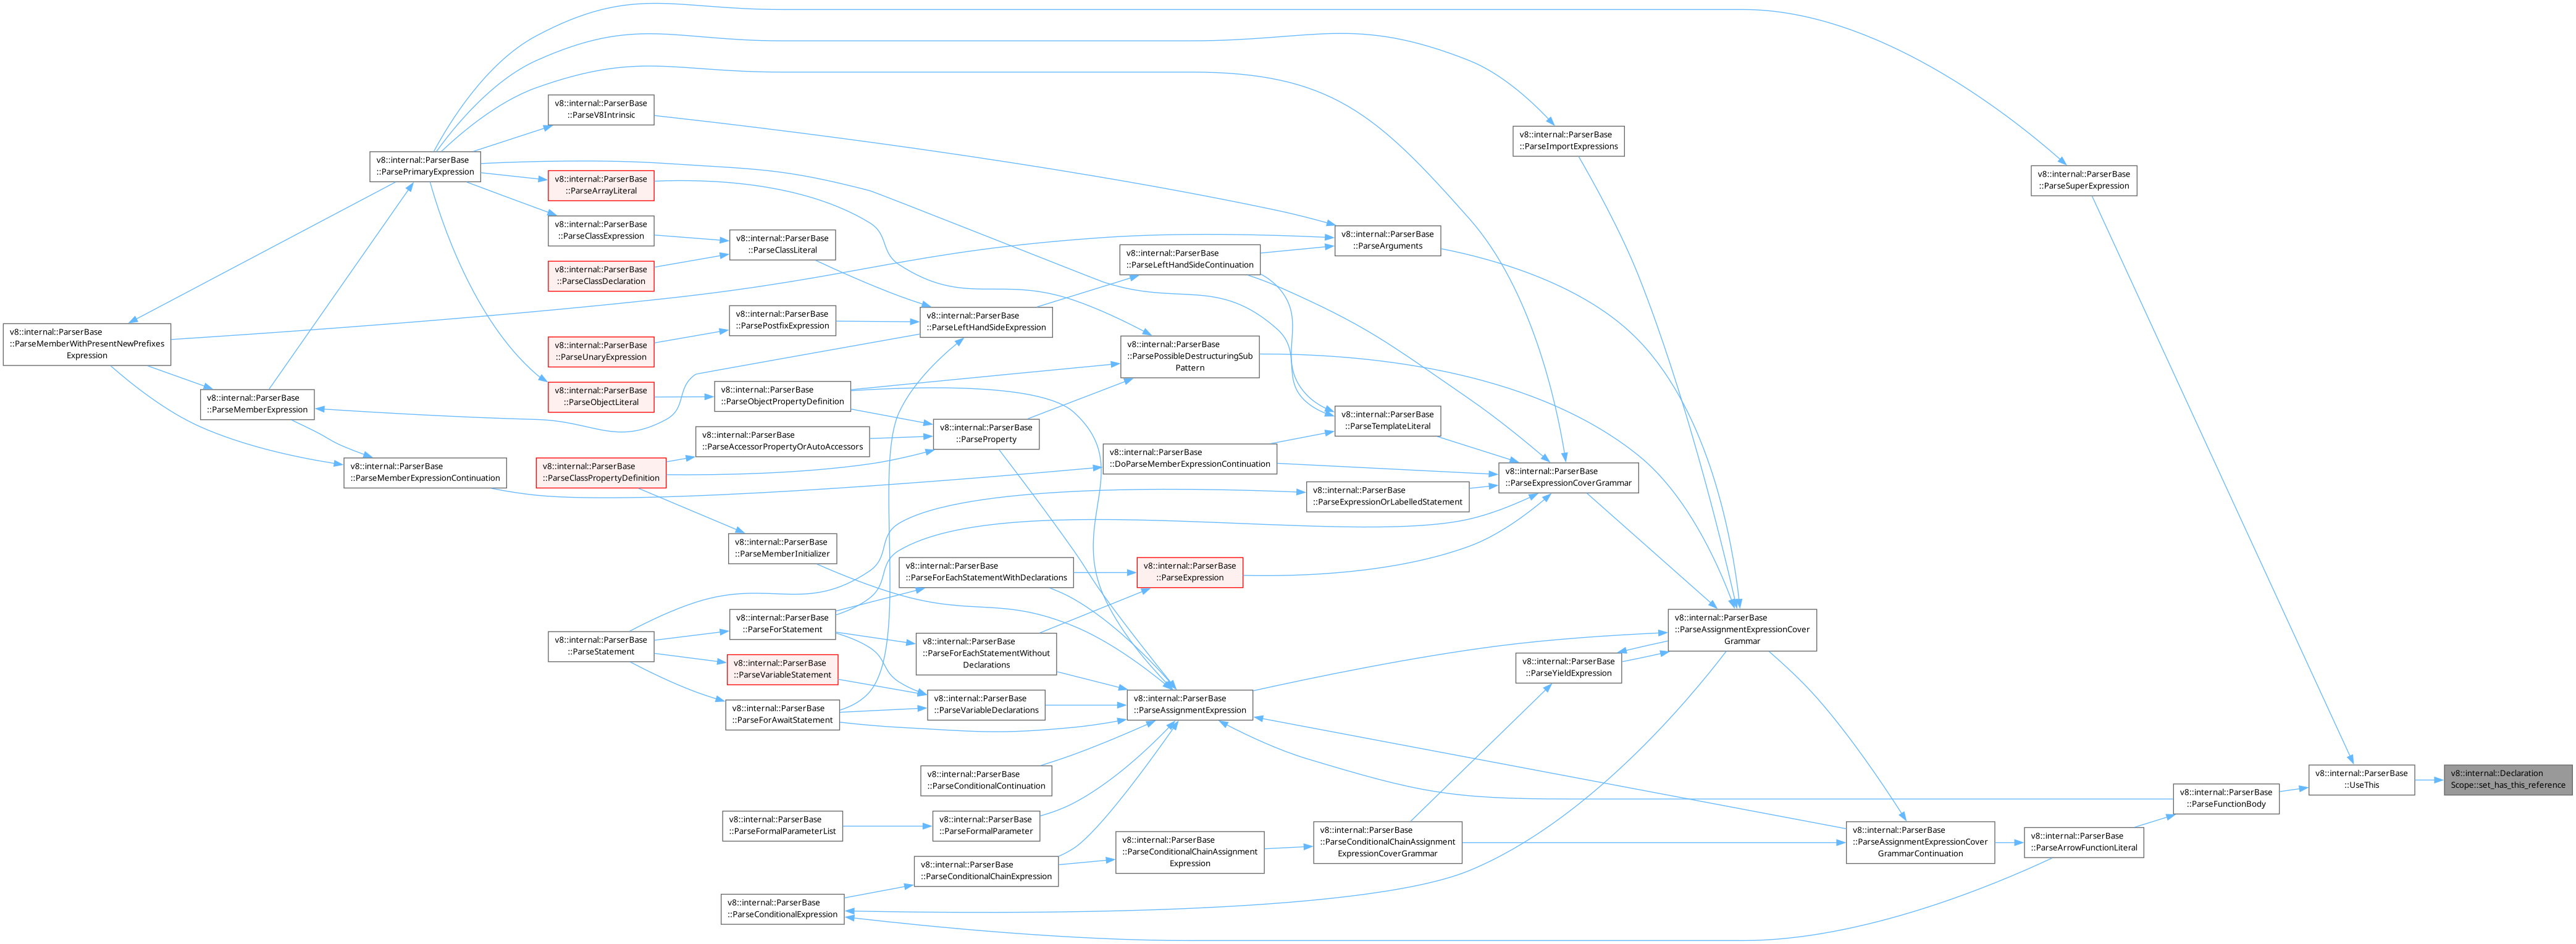 v8::internal::ParserBase
::ParseV8Intrinsic
v8::internal::ParserBase
::ParseImportExpressions
v8::internal::ParserBase
::ParsePrimaryExpression
v8::internal::ParserBase
::ParseSuperExpression
v8::internal::ParserBase
::ParseArrayLiteral
v8::internal::ParserBase
::ParseClassExpression
v8::internal::ParserBase
::ParseClassLiteral
v8::internal::ParserBase
::ParseArguments
v8::internal::ParserBase
::ParseLeftHandSideContinuation
v8::internal::ParserBase
::ParseClassDeclaration
v8::internal::ParserBase
::ParsePostfixExpression
v8::internal::ParserBase
::ParseLeftHandSideExpression
v8::internal::ParserBase
::ParseMemberWithPresentNewPrefixes
Expression
v8::internal::ParserBase
::ParseUnaryExpression
v8::internal::ParserBase
::ParsePossibleDestructuringSub
Pattern
v8::internal::ParserBase
::ParseMemberExpression
v8::internal::ParserBase
::ParseObjectLiteral
v8::internal::ParserBase
::ParseObjectPropertyDefinition
v8::internal::ParserBase
::ParseProperty
v8::internal::ParserBase
::ParseTemplateLiteral
v8::internal::ParserBase
::ParseAccessorPropertyOrAutoAccessors
v8::internal::ParserBase
::DoParseMemberExpressionContinuation
v8::internal::ParserBase
::ParseMemberExpressionContinuation
v8::internal::ParserBase
::ParseClassPropertyDefinition
v8::internal::ParserBase
::ParseExpressionCoverGrammar
v8::internal::ParserBase
::ParseExpressionOrLabelledStatement
v8::internal::ParserBase
::ParseMemberInitializer
v8::internal::ParserBase
::ParseForEachStatementWithDeclarations
v8::internal::ParserBase
::ParseExpression
v8::internal::ParserBase
::ParseForStatement
v8::internal::ParserBase
::ParseAssignmentExpressionCover
Grammar
v8::internal::ParserBase
::ParseStatement
v8::internal::ParserBase
::ParseForEachStatementWithout
Declarations
v8::internal::ParserBase
::ParseVariableStatement
v8::internal::ParserBase
::ParseYieldExpression
v8::internal::ParserBase
::ParseForAwaitStatement
v8::internal::ParserBase
::ParseVariableDeclarations
v8::internal::ParserBase
::ParseAssignmentExpression
v8::internal::ParserBase
::ParseConditionalContinuation
v8::internal::ParserBase
::UseThis
v8::internal::Declaration
Scope::set_has_this_reference
v8::internal::ParserBase
::ParseFunctionBody
v8::internal::ParserBase
::ParseFormalParameterList
v8::internal::ParserBase
::ParseFormalParameter
v8::internal::ParserBase
::ParseConditionalChainAssignment
Expression
v8::internal::ParserBase
::ParseConditionalChainAssignment
ExpressionCoverGrammar
v8::internal::ParserBase
::ParseAssignmentExpressionCover
GrammarContinuation
v8::internal::ParserBase
::ParseArrowFunctionLiteral
v8::internal::ParserBase
::ParseConditionalChainExpression
v8::internal::ParserBase
::ParseConditionalExpression